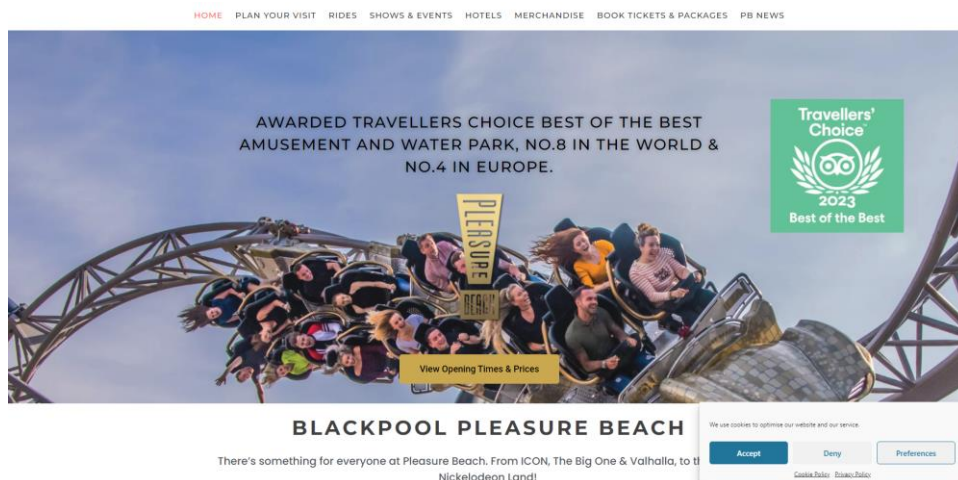 HOME PLAN YOUR VISIT RIDES SHOWS & EVENTS HOTELS MERCHANDISE BOOK TICKETS & PACKAGES PB NEWS
AWARDED TRAVELLERS CHOICE BEST OF THE BEST
AMUSEMENT AND WATER PARK, NO.8 IN THE WORLD &
NO.4 IN EUROPE.
Travellers'
Choice™
2023
Best of the Best
PLEASURE
BEACH
View Opening Times & Prices
BLACKPOOL PLEASURE BEACH
There's something for everyone at Pleasure Beach. From ICON, The Big One & Valhalla, to
Nickelodeon Land!
We use cookies to optimise our website and our service.
Accept Deny Preferences
Cookie Policy Privacy Policy